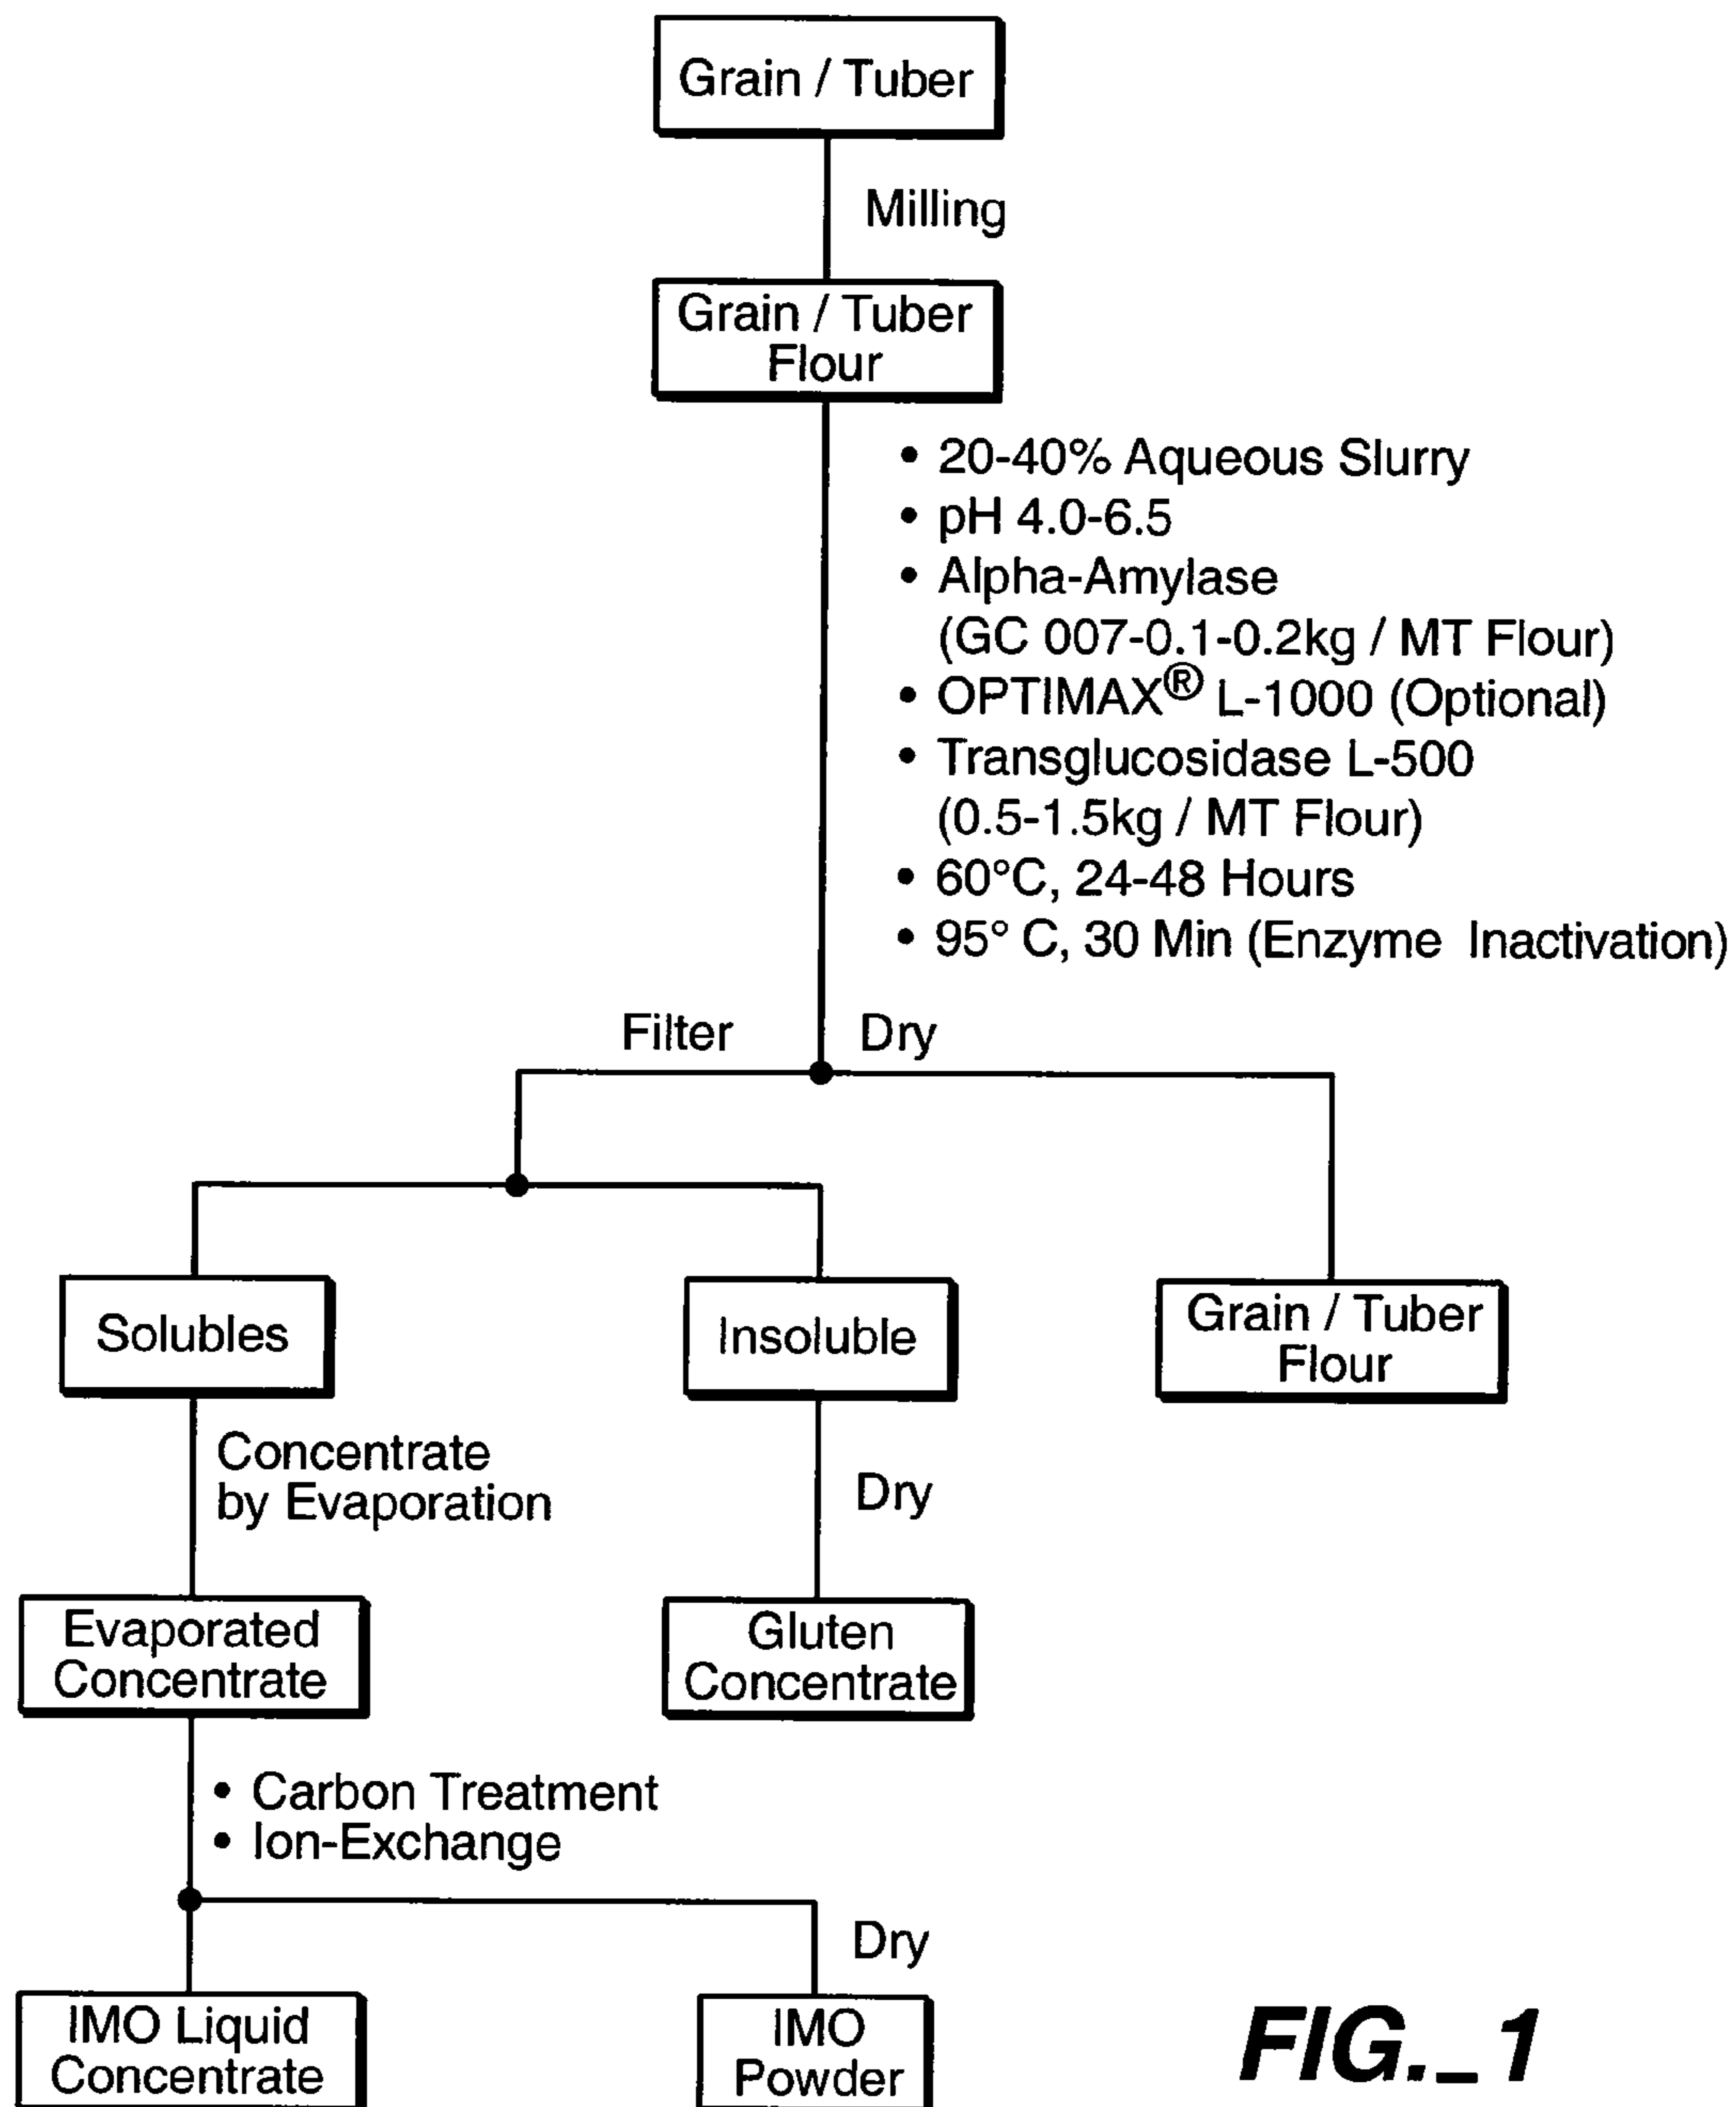 Grain / Tuber
Milling
Grain / Tuber
Flour
• 20-40% Aqueous Slurry
• pH 4.0-6.5
• Alpha-Amylase
(GC 007-0.1-0.2kg / MT Flour)
• OPTIMAX® L-1000 (Optional)
• Transglucosidase L-500
(0.5-1.5kg / MT Flour)
• 60°C, 24-48 Hours
• 95° C, 30 Min (Enzyme Inactivation)
Filter
Dry
Solubles
Insoluble
Grain / Tuber
Flour
Concentrate
by Evaporation
Dry
Evaporated
Concentrate
Gluten
Concentrate
• Carbon Treatment
• Ion-Exchange
Dry
IMO Liquid
Concentrate
IMO
Powder
FIG._1